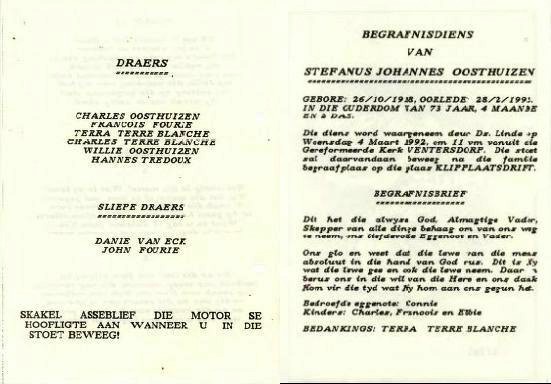 DRAERS
CHARLES OOSTHUIZEN
FRANCOIS FOURIE
TERRA TERRE BLANCHE
CHARLES TERRE BLANCHE
WILLIE OOSTHUIZEN
HANNES TREDOUX
SLIEPE DRAERS
DANIE VAN ECK
JOHN FOURIE
SKAKEL ASSEBLIEF DIE MOTOR SE
HOOFLIGTE AAN WANNEER U IN DIE
STOET BEWEEG!
BEGRAFNISDIENS
VAN
STEFANUS JOHANNES OOSTHUIZEN
GEBORE: 26/10/1918, OORLEDE 28/2/1992
IN DIE OUDERDOM VAN 73 JAAR, 4 MAANDE
EN 2 DAE.
Die diens word waargeneem deur Ds. Linde op
Woensdag 4 Maart 1992, om 11 vm vanuit die
Gereformeerde Kerk VENTERSDORP. Die stoet
sal daarvandaan beweeg na die familie
begraafplaas op die plaas KLIPPLAATSDRIFT.
BEGRAFNISBRIEF
Dit het die alwyse God, Almagtige Vader,
Skepper van alle dinge behaag om van ons weg
te neem, ons liefdevolle Eggenoot en Vader.
Ons glo en weet dat die lewe van die mens
absoluut in die hand van God rus. Dit is Hy
wat die lewe gee en ook die lewe neem. Daar
berus ons in die wil van die Here en ons dank
Hom vir die tyd wat Hy hom aan ons gegun het.
Bedroefde eggenote: Connie
Kinders: Charles, Francois en Elbie
BEDANKINGS: TERRA TERRE BLANCHE